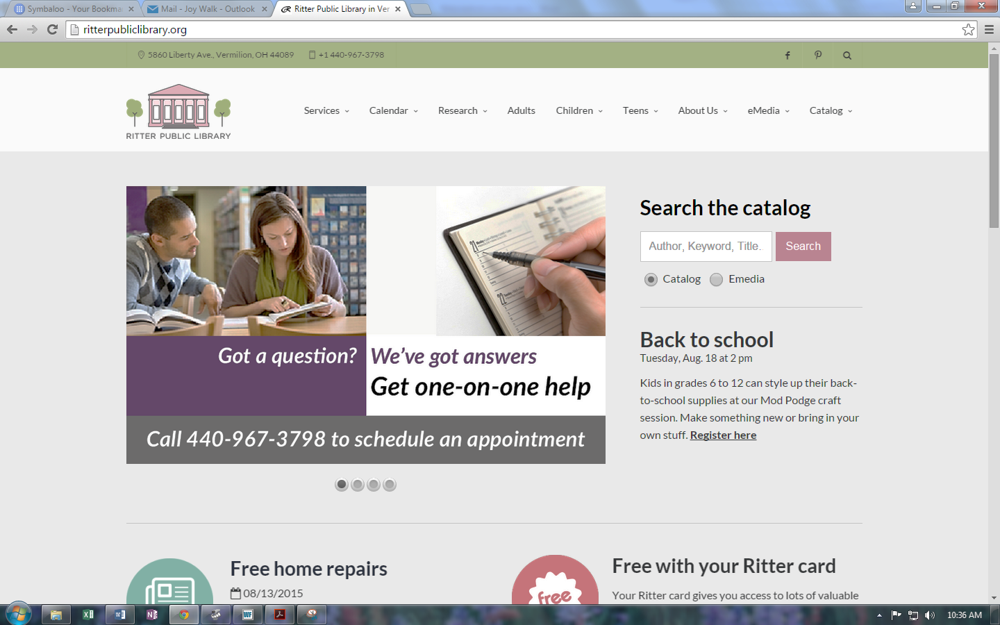 Symbaloo - Your Bookma
Mail - Joy Walk - Outlook
Ritter Public Library in Ver
ritterpubliclibrary.org
5860 Liberty Ave., Vermilion, OH 44089
+1 440-967-3798
RITTER PUBLIC LIBRARY
Services
Calendar
Research
Adults
Children
Teens
About Us
eMedia
Catalog
Got a question?
We've got answers
Get one-on-one help
Call 440-967-3798 to schedule an appointment
Search the catalog
Author, Keyword, Title..
Search
Catalog
Emedia
Back to school
Tuesday, Aug. 18 at 2 pm
Kids in grades 6 to 12 can style up their back-
to-school supplies at our Mod Podge craft
session. Make something new or bring in your
own stuff. Register here
Free home repairs
08/13/2015
free
Free with your Ritter card
Your Ritter card gives you access to lots of valuable
10:36 AM